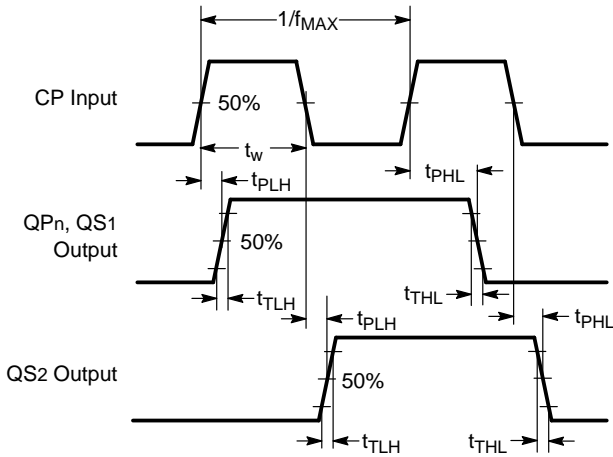 1/fMAX
CP Input
50%
tw
tPLH
tPHL
QPn, QS1
Output
50%
tTLH
tTHL
tPLH
tPHL
QS2 Output
50%
tTLH
tTHL